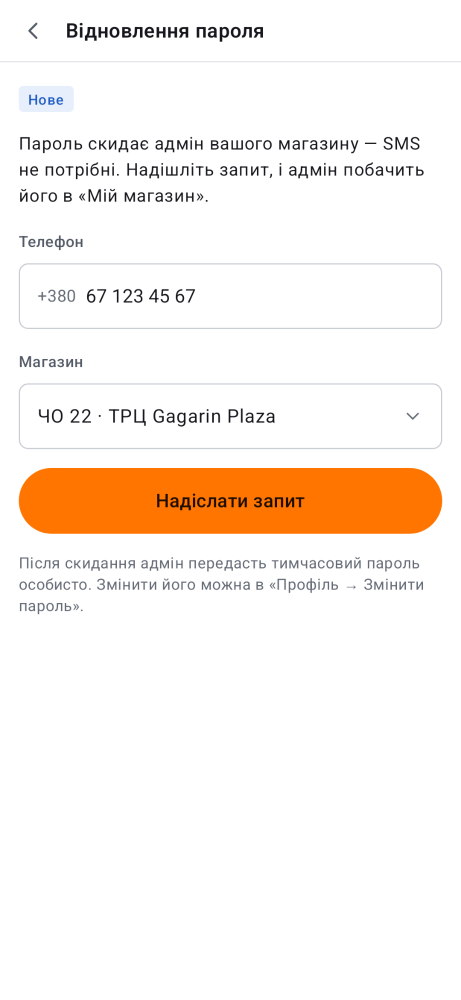 Відновлення пароля
Нове
Пароль скидає адмін вашого магазину — SMS
не потрібні. Надішліть запит, і адмін побачить
його в «Мій магазин».
Телефон
+380 67 123 45 67
Магазин
ЧО 22 · ТРЦ Gagarin Plaza
Надіслати запит
Після скидання адмін передасть тимчасовий пароль
особисто. Змінити його можна в «Профіль → Змінити
пароль».